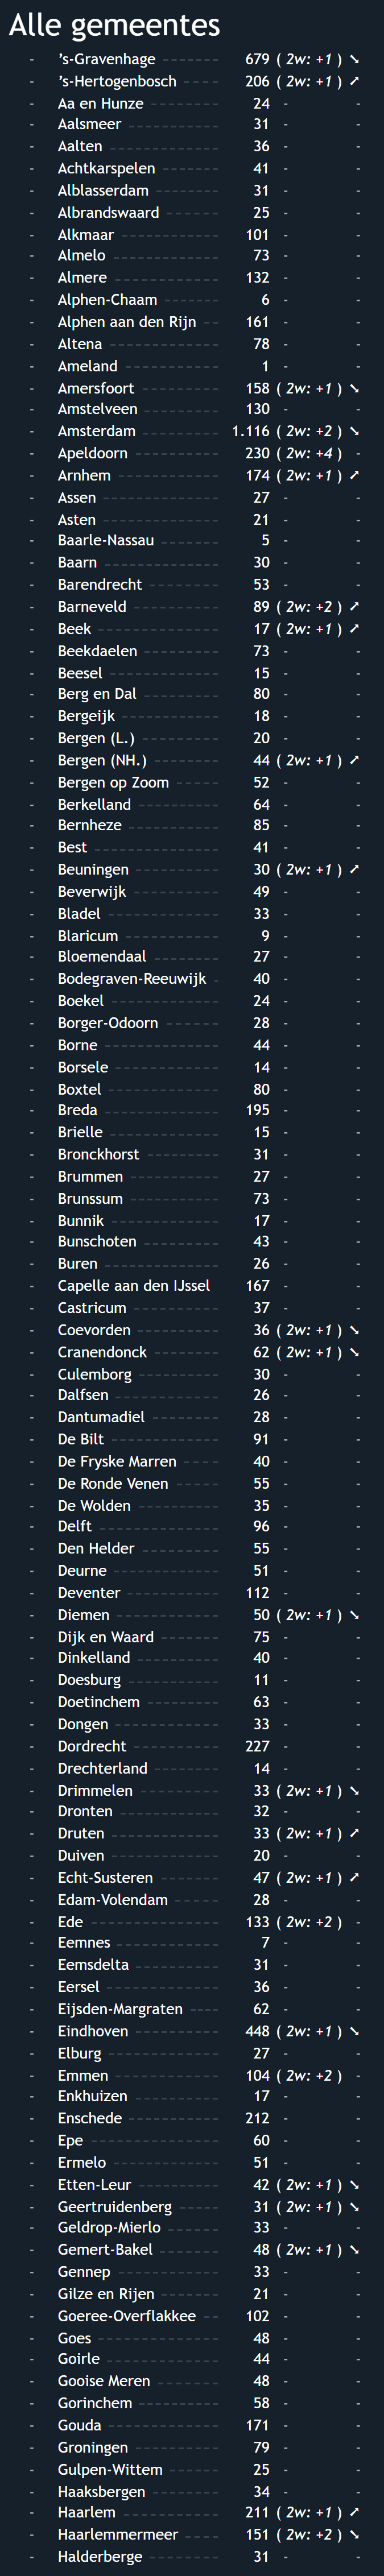 Alle gemeentes
- ’s-Gravenhage ------- 679 ( 2w: +1 ) ↘
- ’s-Hertogenbosch ----- 206 ( 2w: +1 ) ↗
- Aa en Hunze -------- 24 - -
- Aalsmeer ---------- 31 - -
- Aalten ------------ 36 - -
- Achtkarspelen ------- 41 - -
- Alblasserdam -------- 31 - -
- Albrandswaard ------- 25 - -
- Alkmaar ----------- 101 - -
- Almelo ------------ 73 - -
- Almere ------------ 132 - -
- Alphen-Chaam ------- 6 - -
- Alphen aan den Rijn -- 161 - -
- Altena ------------ 78 - -
- Ameland ----------- 1 - -
- Amersfoort --------- 158 ( 2w: +1 ) ↘
- Amstelveen --------- 130 - -
- Amsterdam --------- 1.116 ( 2w: +2 ) ↘
- Apeldoorn ---------- 230 ( 2w: +4 ) -
- Arnhem ------------ 174 ( 2w: +1 ) ↗
- Assen ------------- 27 - -
- Asten ------------- 21 - -
- Baarle-Nassau ------- 5 - -
- Baarn ------------- 30 - -
- Barendrecht -------- 53 - -
- Barneveld ---------- 89 ( 2w: +2 ) ↗
- Beek -------------- 17 ( 2w: +1 ) ↗
- Beekdaelen --------- 73 - -
- Beesel ------------ 15 - -
- Berg en Dal --------- 80 - -
- Bergeijk ----------- 18 - -
- Bergen (L.) --------- 20 - -
- Bergen (NH.) -------- 44 ( 2w: +1 ) ↗
- Bergen op Zoom ----- 52 - -
- Berkelland --------- 64 - -
- Bernheze ---------- 85 - -
- Best -------------- 41 - -
- Beuningen ---------- 30 ( 2w: +1 ) ↗
- Beverwijk ---------- 49 - -
- Bladel ------------ 33 - -
- Blaricum ----------- 9 - -
- Bloemendaal -------- 27 - -
- Bodegraven-Reeuwijk - 40 - -
- Boekel ------------ 24 - -
- Borger-Odoorn ------ 28 - -
- Borne ------------- 44 - -
- Borsele ------------ 14 - -
- Boxtel ------------ 80 - -
- Breda ------------- 195 - -
- Brielle ------------ 15 - -
- Bronckhorst -------- 31 - -
- Brummen ---------- 27 - -
- Brunssum ---------- 73 - -
- Bunnik ------------ 17 - -
- Bunschoten --------- 43 - -
- Buren ------------- 26 - -
- Capelle aan den IJssel 167 - -
- Castricum ---------- 37 - -
- Coevorden --------- 36 ( 2w: +1 ) ↘
- Cranendonck -------- 62 ( 2w: +1 ) ↘
- Culemborg --------- 30 - -
- Dalfsen ------------ 26 - -
- Dantumadiel -------- 28 - -
- De Bilt ------------ 91 - -
- De Fryske Marren ---- 40 - -
- De Ronde Venen ----- 55 - -
- De Wolden --------- 35 - -
- Delft ------------- 96 - -
- Den Helder --------- 55 - -
- Deurne ------------ 51 - -
- Deventer ---------- 112 - -
- Diemen ----------- 50 ( 2w: +1 ) ↘
- Dijk en Waard ------- 75 - -
- Dinkelland --------- 40 - -
- Doesburg ---------- 11 - -
- Doetinchem -------- 63 - -
- Dongen ----------- 33 - -
- Dordrecht ---------- 227 - -
- Drechterland ------- 14 - -
- Drimmelen --------- 33 ( 2w: +1 ) ↘
- Dronten ----------- 32 - -
- Druten ------------ 33 ( 2w: +1 ) ↗
- Duiven ------------ 20 - -
- Echt-Susteren ------- 47 ( 2w: +1 ) ↗
- Edam-Volendam ----- 28 - -
- Ede -------------- 133 ( 2w: +2 ) -
- Eemnes ----------- 7 - -
- Eemsdelta ---------- 31 - -
- Eersel ------------ 36 - -
- Eijsden-Margraten ---- 62 - -
- Eindhoven ---------- 448 ( 2w: +1 ) ↘
- Elburg ------------ 27 - -
- Emmen ----------- 104 ( 2w: +2 ) -
- Enkhuizen ---------- 17 - -
- Enschede ---------- 212 - -
- Epe -------------- 60 - -
- Ermelo ------------ 51 - -
- Etten-Leur --------- 42 ( 2w: +1 ) ↘
- Geertruidenberg ----- 31 ( 2w: +1 ) ↘
- Geldrop-Mierlo ------ 33 - -
- Gemert-Bakel ------- 48 ( 2w: +1 ) ↘
- Gennep ----------- 33 - -
- Gilze en Rijen ------- 21 - -
- Goeree-Overflakkee -- 102 - -
- Goes ------------- 48 - -
- Goirle ------------ 44 - -
- Gooise Meren ------- 48 - -
- Gorinchem --------- 58 - -
- Gouda ------------ 171 - -
- Groningen ---------- 79 - -
- Gulpen-Wittem ------ 25 - -
- Haaksbergen -------- 34 - -
- Haarlem ----------- 211 ( 2w: +1 ) ↗
- Haarlemmermeer ---- 151 ( 2w: +2 ) ↘
- Halderberge -------- 31 - -